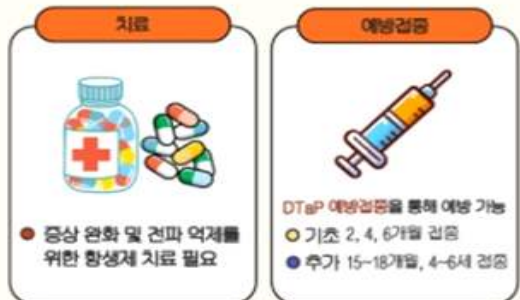 치료
증상 완화 및 전파 억제를
위한 항생제 치료 필요
예방접종
DTaP 예방접종을 통해 예방 가능
기초 2, 4, 6개월 접종
추가 15~18개월, 4~6세 접종